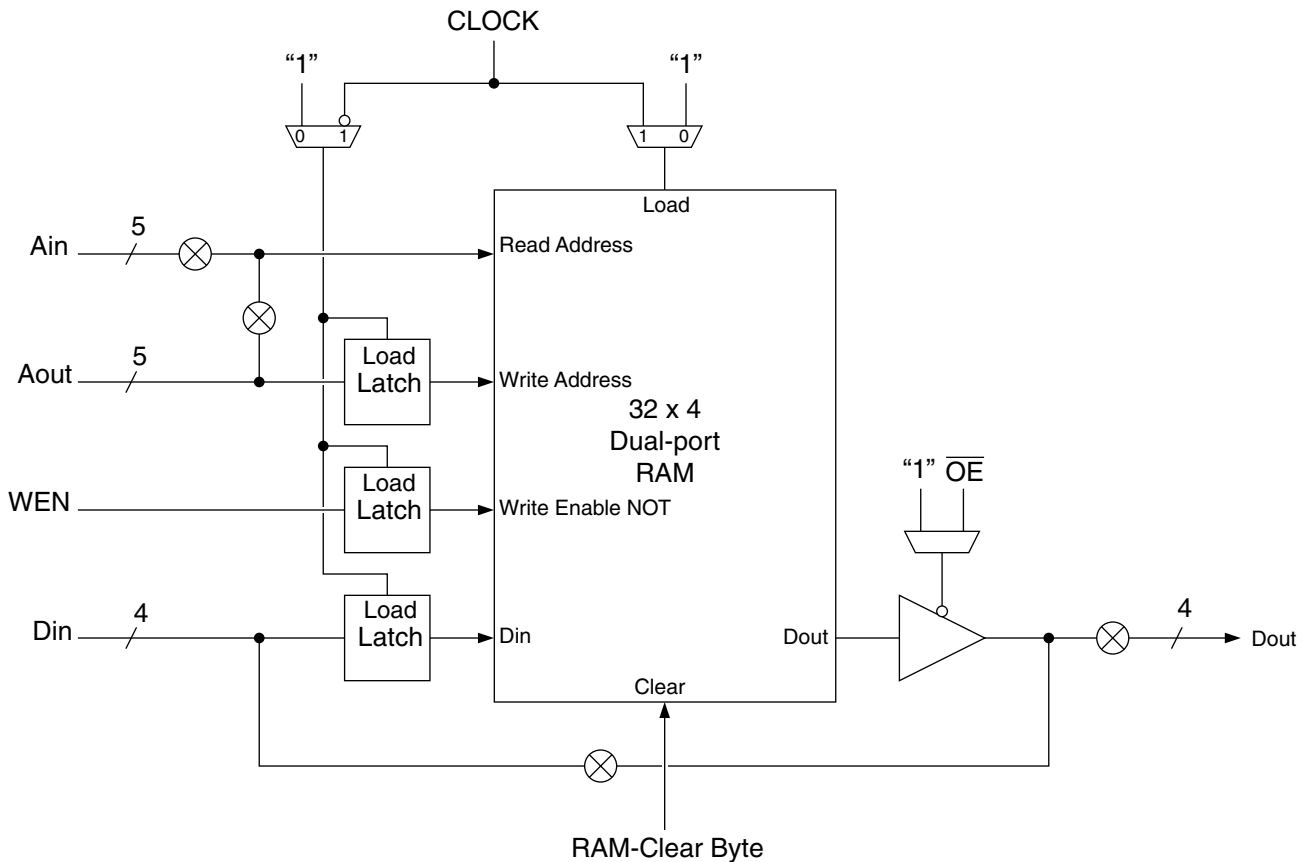 CLOCK
“1”
“1”
0 1
1 0
Load
Ain
5
Read Address
Aout
5
Load
Latch
Write Address
32 x 4
Dual-port
RAM
WEN
Load
Latch
Write Enable NOT
“1” O̅E̅
Din
4
Load
Latch
Din
Dout
4
Dout
Clear
RAM-Clear Byte